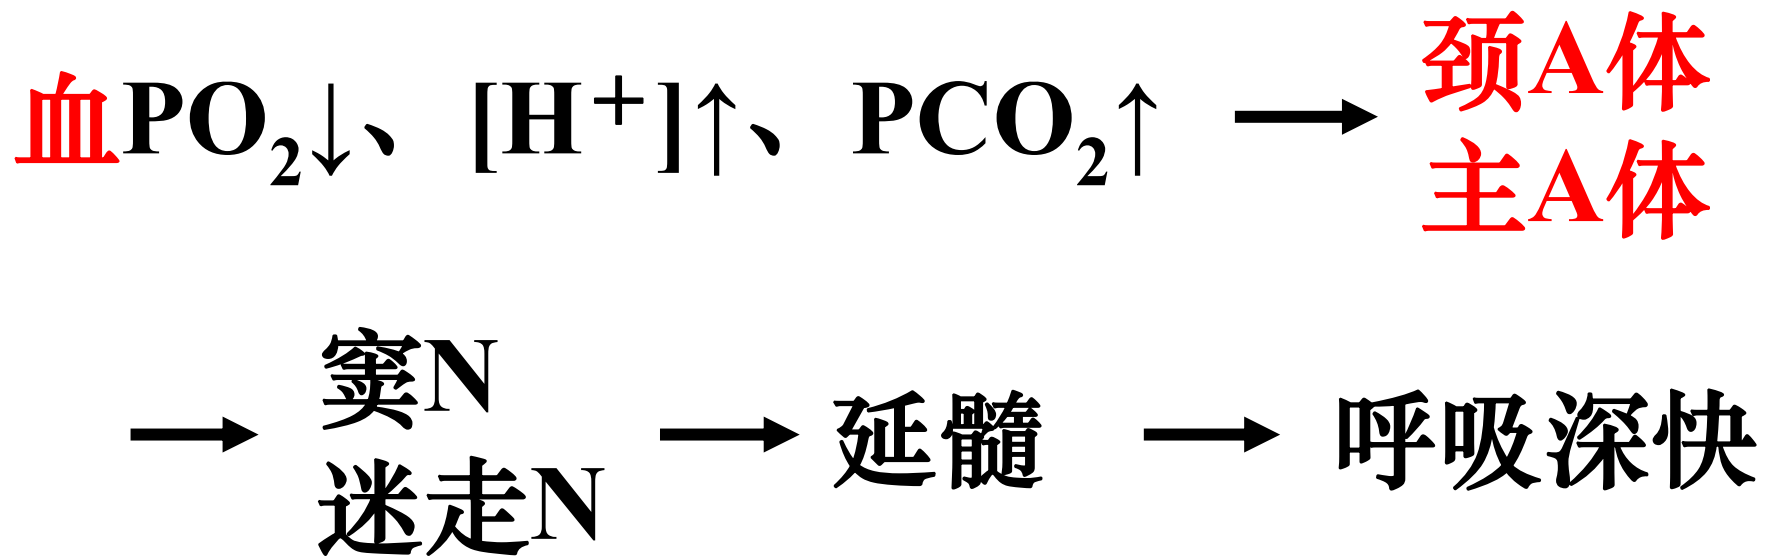 血PO₂↓、[H⁺]↑、PCO₂↑ → 颈A体
主A体
→ 窦N → 延髓 → 呼吸深快
迷走N